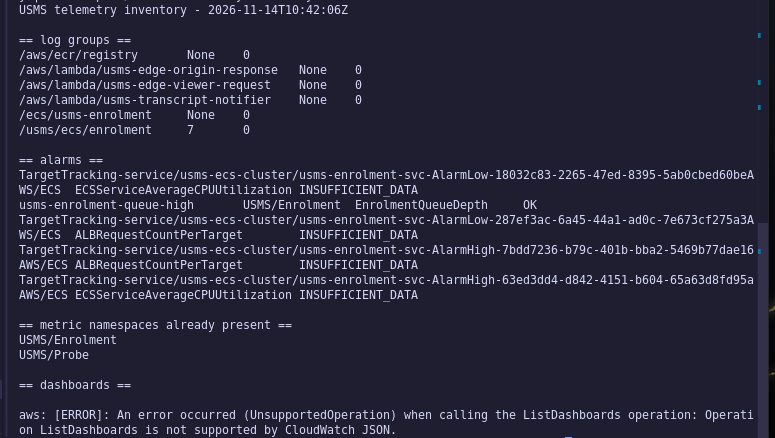 USMS telemetry inventory - 2026-11-14T10:42:06Z
== log groups ==
/aws/ecr/registry None 0
/aws/lambda/usms-edge-origin-response None 0
/aws/lambda/usms-edge-viewer-request None 0
/aws/lambda/usms-transcript-notifier None 0
/ecs/usms-enrolment None 0
/usms/ecs/enrolment 7 0
== alarms ==
TargetTracking-service/usms-ecs-cluster/usms-enrolment-svc-AlarmLow-18032c83-2265-47ed-8395-5ab0cbed60beA
WS/ECS ECSServiceAverageCPUUtilization INSUFFICIENT_DATA
usms-enrolment-queue-high USMS/Enrolment EnrolmentQueueDepth OK
TargetTracking-service/usms-ecs-cluster/usms-enrolment-svc-AlarmLow-287ef3ac-6a45-44a1-ad0c-7e673cf275a3A
WS/ECS ALBRequestCountPerTarget INSUFFICIENT_DATA
TargetTracking-service/usms-ecs-cluster/usms-enrolment-svc-AlarmHigh-7bdd7236-b79c-401b-bba2-5469b77dae16
AWS/ECS ALBRequestCountPerTarget INSUFFICIENT_DATA
TargetTracking-service/usms-ecs-cluster/usms-enrolment-svc-AlarmHigh-63ed3dd4-d842-4151-b604-65a63d8fd95a
AWS/ECS ECSServiceAverageCPUUtilization INSUFFICIENT_DATA
== metric namespaces already present ==
USMS/Enrolment
USMS/Probe
== dashboards ==
aws: [ERROR]: An error occurred (UnsupportedOperation) when calling the ListDashboards operation: Operati
on ListDashboards is not supported by CloudWatch JSON.